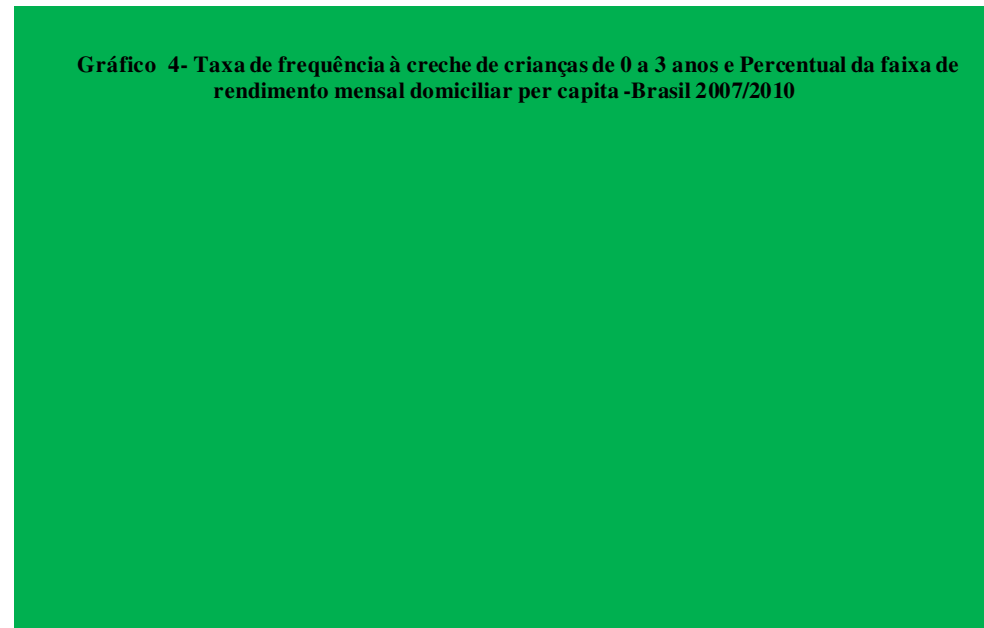 Gráfico 4- Taxa de frequência à creche de crianças de 0 a 3 anos e Percentual da faixa de
rendimento mensal domiciliar per capita -Brasil 2007/2010